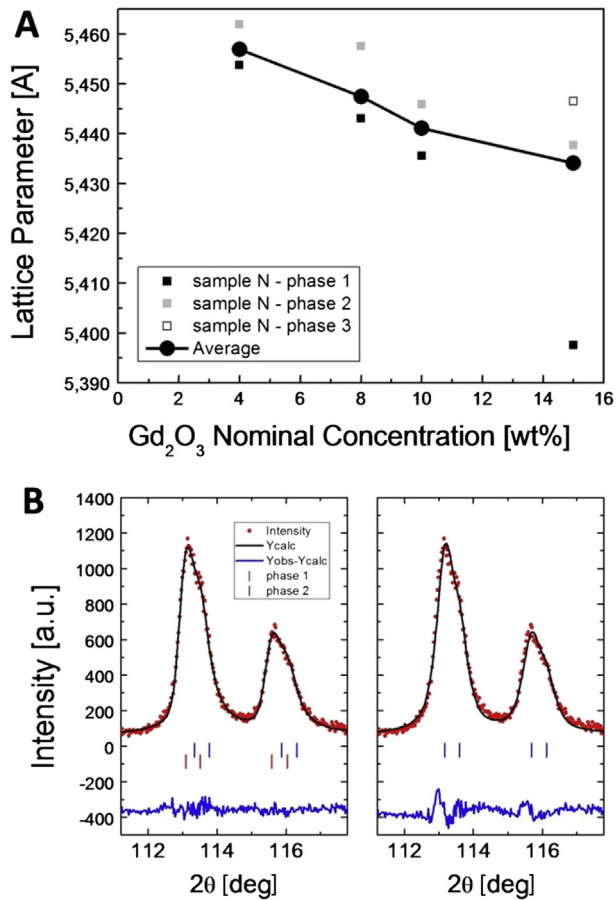 A
Lattice Parameter [A]
5,460
5,450
5,440
5,430
5,420
5,410
5,400
5,390
sample N - phase 1
sample N - phase 2
sample N - phase 3
Average
0 2 4 6 8 10 12 14 16
Gd₂O₃ Nominal Concentration [wt%]
B
Intensity [a.u.]
1400
1200
1000
800
600
400
200
0
-200
-400
Intensity
Ycalc
Yobs-Ycalc
phase 1
phase 2
112 114 116
2θ [deg]
112 114 116
2θ [deg]